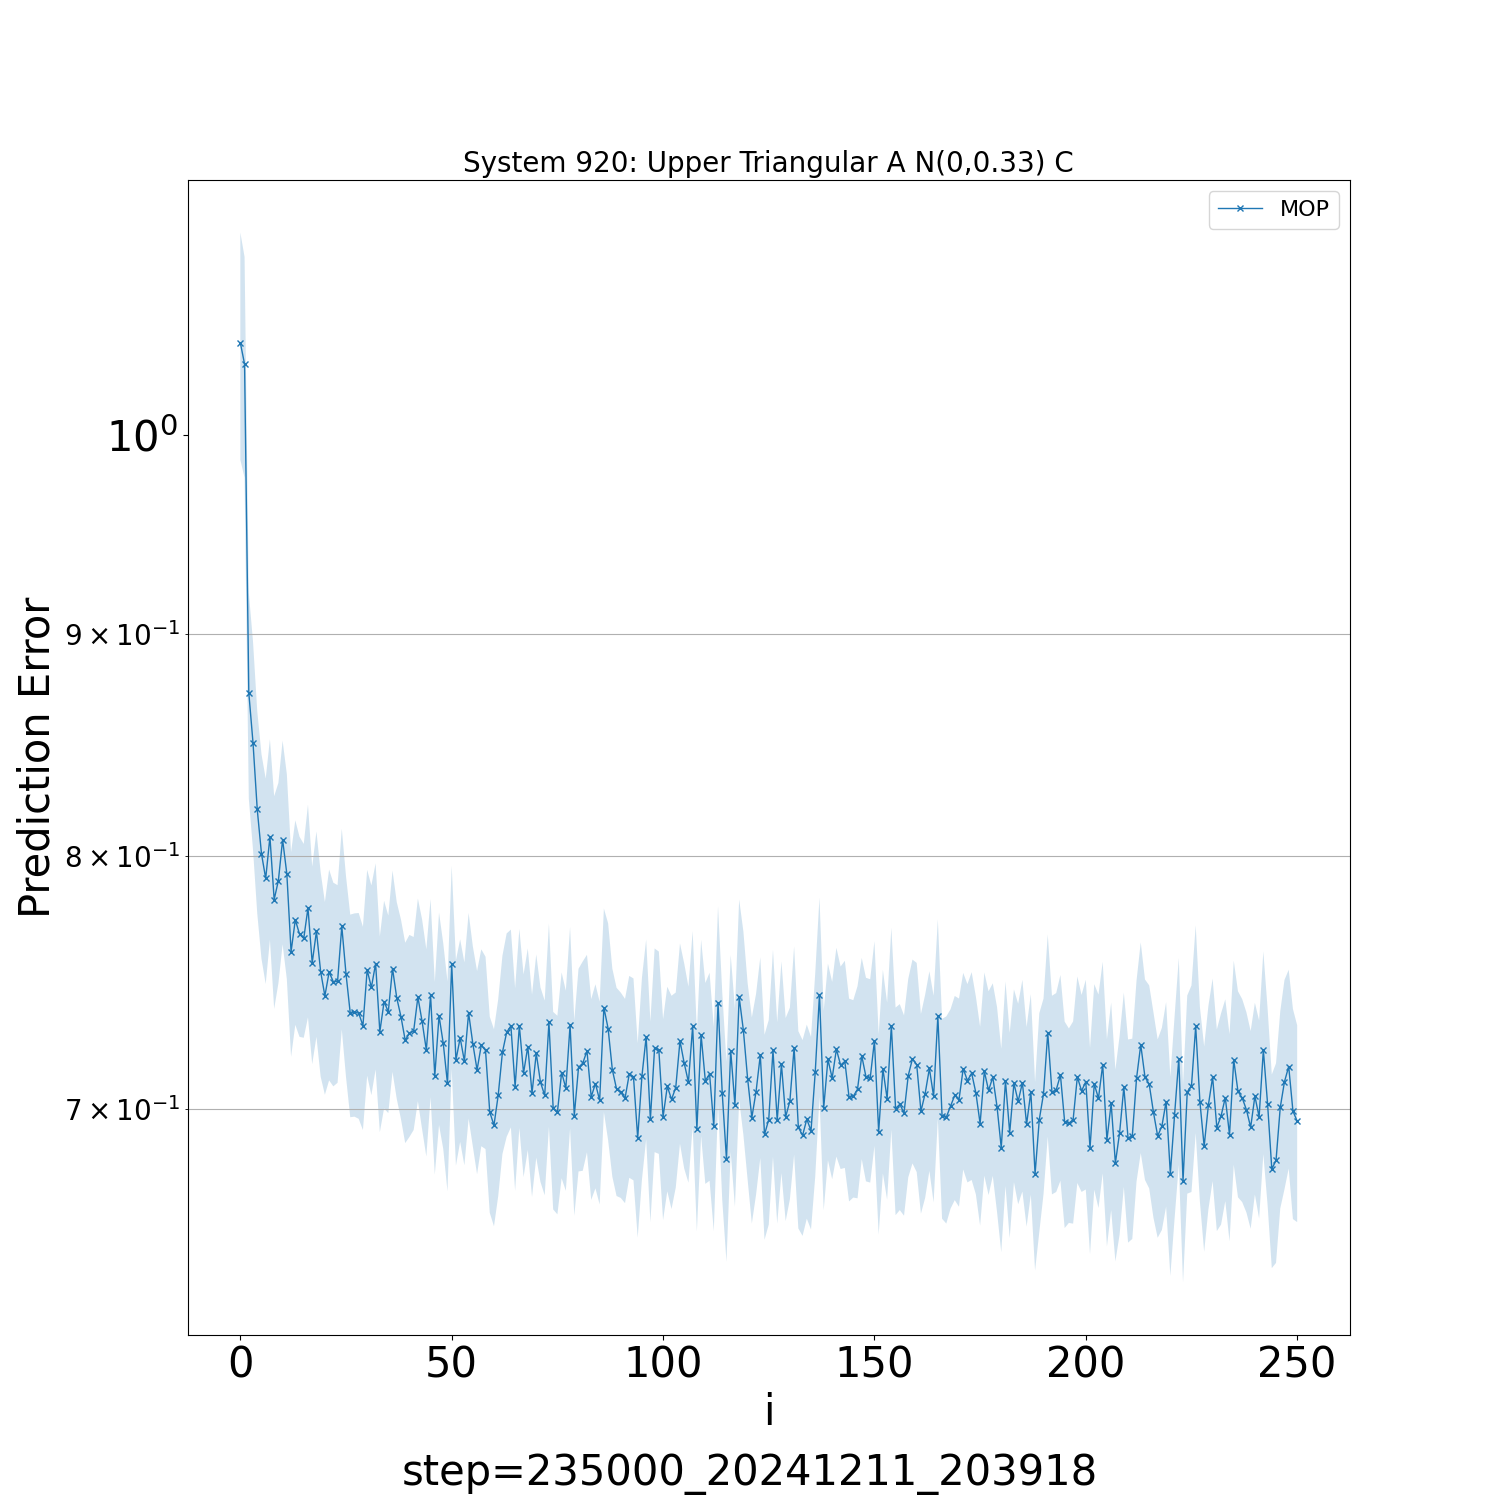 System 920: Upper Triangular A N(0,0.33) C
MOP
10⁰
9 × 10⁻¹
8 × 10⁻¹
7 × 10⁻¹
Prediction Error
0 50 100 150 200 250
i
step=235000_20241211_203918